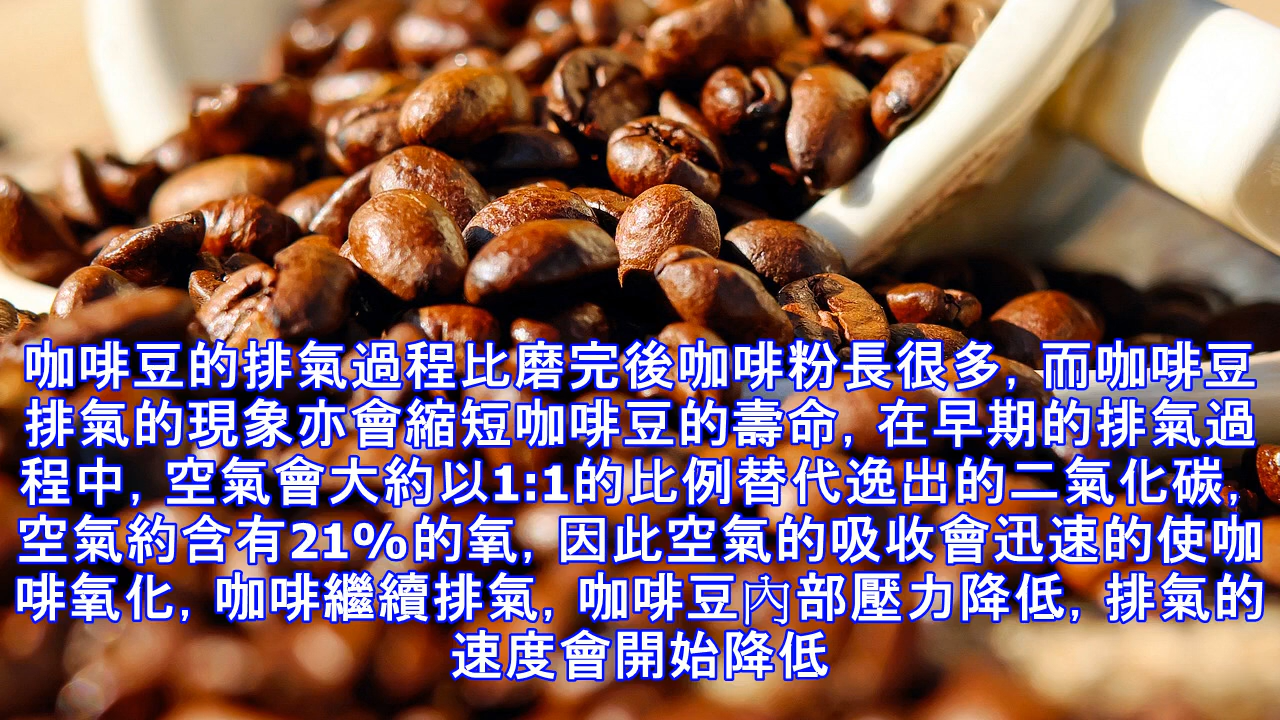 咖啡豆的排氣過程比磨完後咖啡粉長很多, 而咖啡豆
排氣的現象亦會縮短咖啡豆的壽命, 在早期的排氣過
程中, 空氣會大約以1:1的比例替代逸出的二氧化碳,
空氣約含有21%的氧, 因此空氣的吸收會迅速的使咖
啡氧化, 咖啡繼續排氣, 咖啡豆內部壓力降低, 排氣的
速度會開始降低